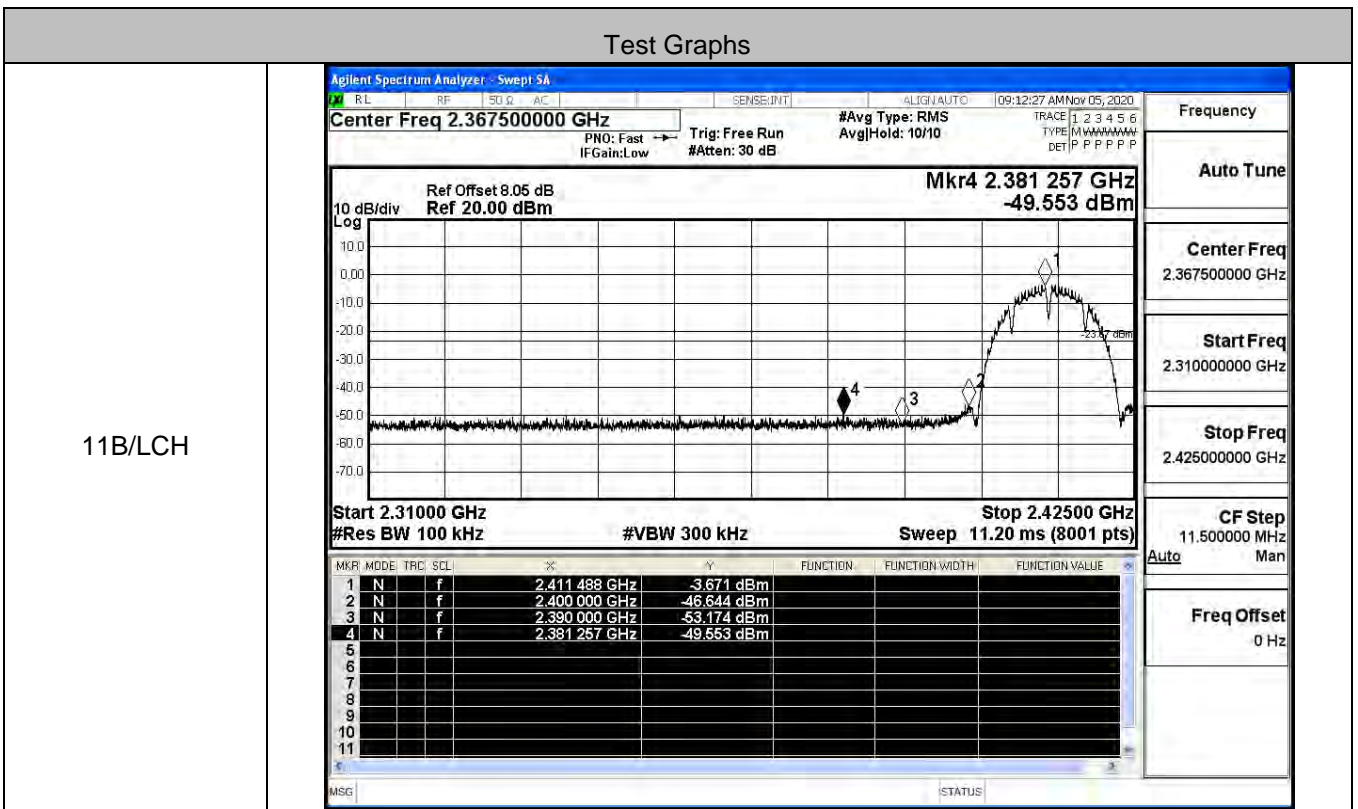 Test Graphs
11B/LCH
Agilent Spectrum Analyzer - Swept SA
RL RF 50 Ω AC SENSE:INT ALIGN AUTO 09:12:27 AM Nov 05, 2020
Center Freq 2.367500000 GHz
PNO: Fast
IFGain:Low
Trig: Free Run
#Atten: 30 dB
#Avg Type: RMS
Avg|Hold: 10/10
TRACE 1 2 3 4 5 6
TYPE M W W W W W
DET P P P P P P
Mkr4 2.381 257 GHz
-49.553 dBm
Ref Offset 8.05 dB
10 dB/div Ref 20.00 dBm
Log
10.0
0.00
-10.0
-20.0
-30.0
-40.0
-50.0
-60.0
-70.0
1
2
3
4
-23.67 dBm
Start 2.31000 GHz Stop 2.42500 GHz
#Res BW 100 kHz #VBW 300 kHz Sweep 11.20 ms (8001 pts)
MKR MODE TRC SCL X Y FUNCTION FUNCTION WIDTH FUNCTION VALUE
1 N f 2.411 488 GHz -3.671 dBm
2 N f 2.400 000 GHz -46.644 dBm
3 N f 2.390 000 GHz -53.174 dBm
4 N f 2.381 257 GHz -49.553 dBm
5
6
7
8
9
10
11
MSG STATUS
Frequency
Auto Tune
Center Freq
2.367500000 GHz
Start Freq
2.310000000 GHz
Stop Freq
2.425000000 GHz
CF Step
11.500000 MHz
Auto Man
Freq Offset
0 Hz